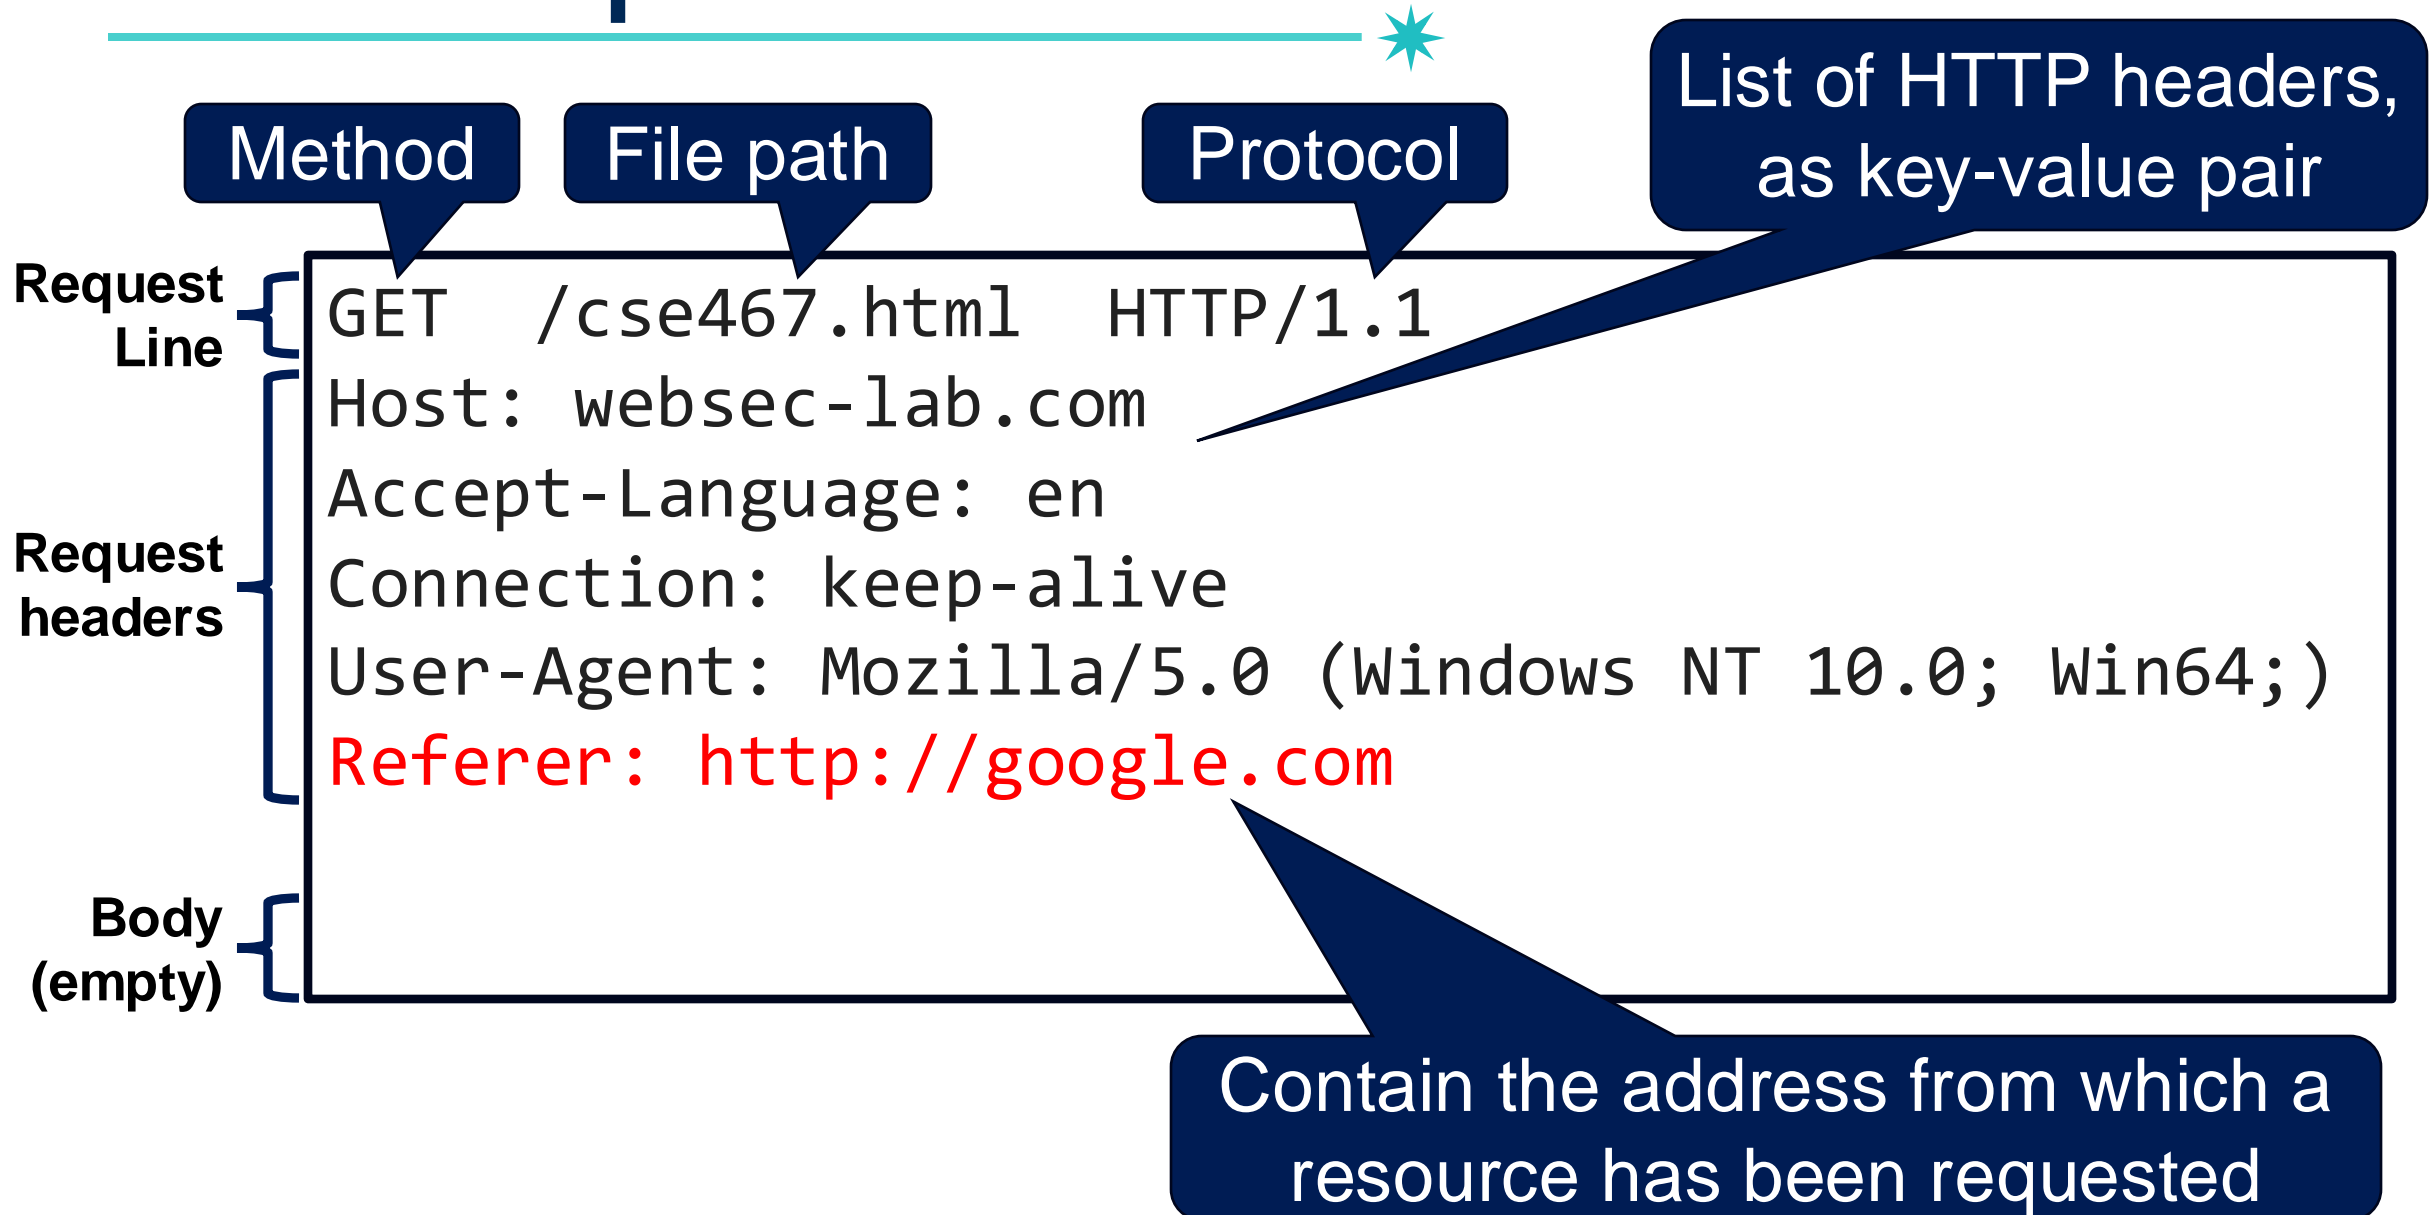 List of HTTP headers,
as key-value pair
Method
File path
Protocol
Request
Line
GET /cse467.html HTTP/1.1
Host: websec-lab.com
Accept-Language: en
Connection: keep-alive
User-Agent: Mozilla/5.0 (Windows NT 10.0; Win64;)
Referer: http://google.com
Request
headers
Body
(empty)
Contain the address from which a
resource has been requested